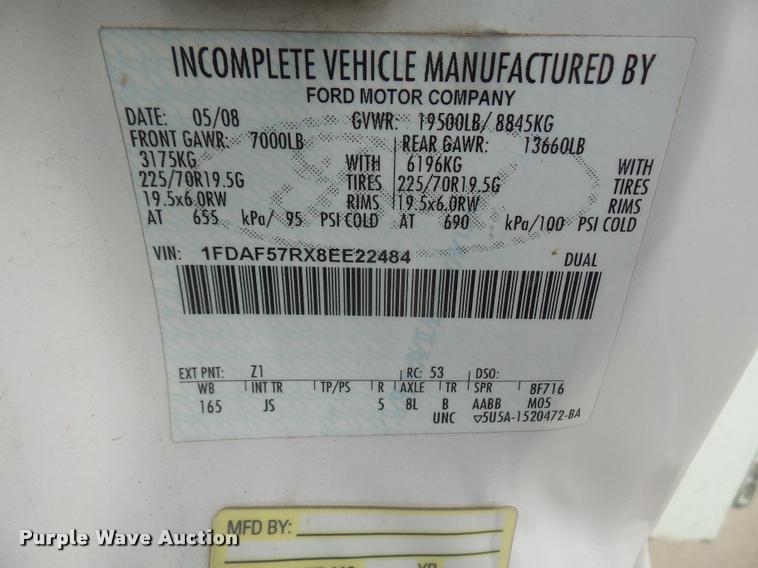 INCOMPLETE VEHICLE MANUFACTURED BY
FORD MOTOR COMPANY
DATE: 05/08 GVWR: 19500LB/ 8845KG
FRONT GAWR: 7000LB REAR GAWR: 13660LB
3175KG WITH 6196KG WITH
225/70R19.5G TIRES 225/70R19.5G TIRES
19.5x6.0RW RIMS 19.5x6.0RW RIMS
AT 655 kPa/ 95 PSI COLD AT 690 kPa/100 PSI COLD
VIN: 1FDAF57RX8EE22484 DUAL
EXT PNT: Z1 RC: 53 DSO:
WB INT TR TP/PS R AXLE TR SPR 8F716
165 JS 5 8L B AABB M05
UNC ▽5U5A-1520472-BA
MFD BY:
Purple Wave Auction